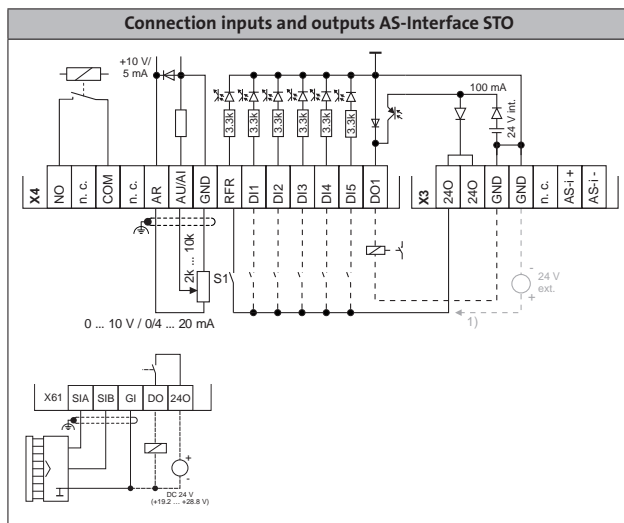 Connection inputs and outputs AS-Interface STO
+10 V/
5 mA
3.3k
3.3k
3.3k
3.3k
3.3k
3.3k
100 mA
24 V int.
X4
NO
n. c.
COM
n. c.
AR
AU/AI
GND
RFR
DI1
DI2
DI3
DI4
DI5
DO1
X3
24O
24O
GND
GND
n. c.
AS-i +
AS-i -
2k ... 10k
S1
0 ... 10 V / 0/4 ... 20 mA
-
24 V
ext.
+
1)
X61
SIA
SIB
GI
DO
24O
+
-
DC 24 V
(+19.2 ... +28.8 V)